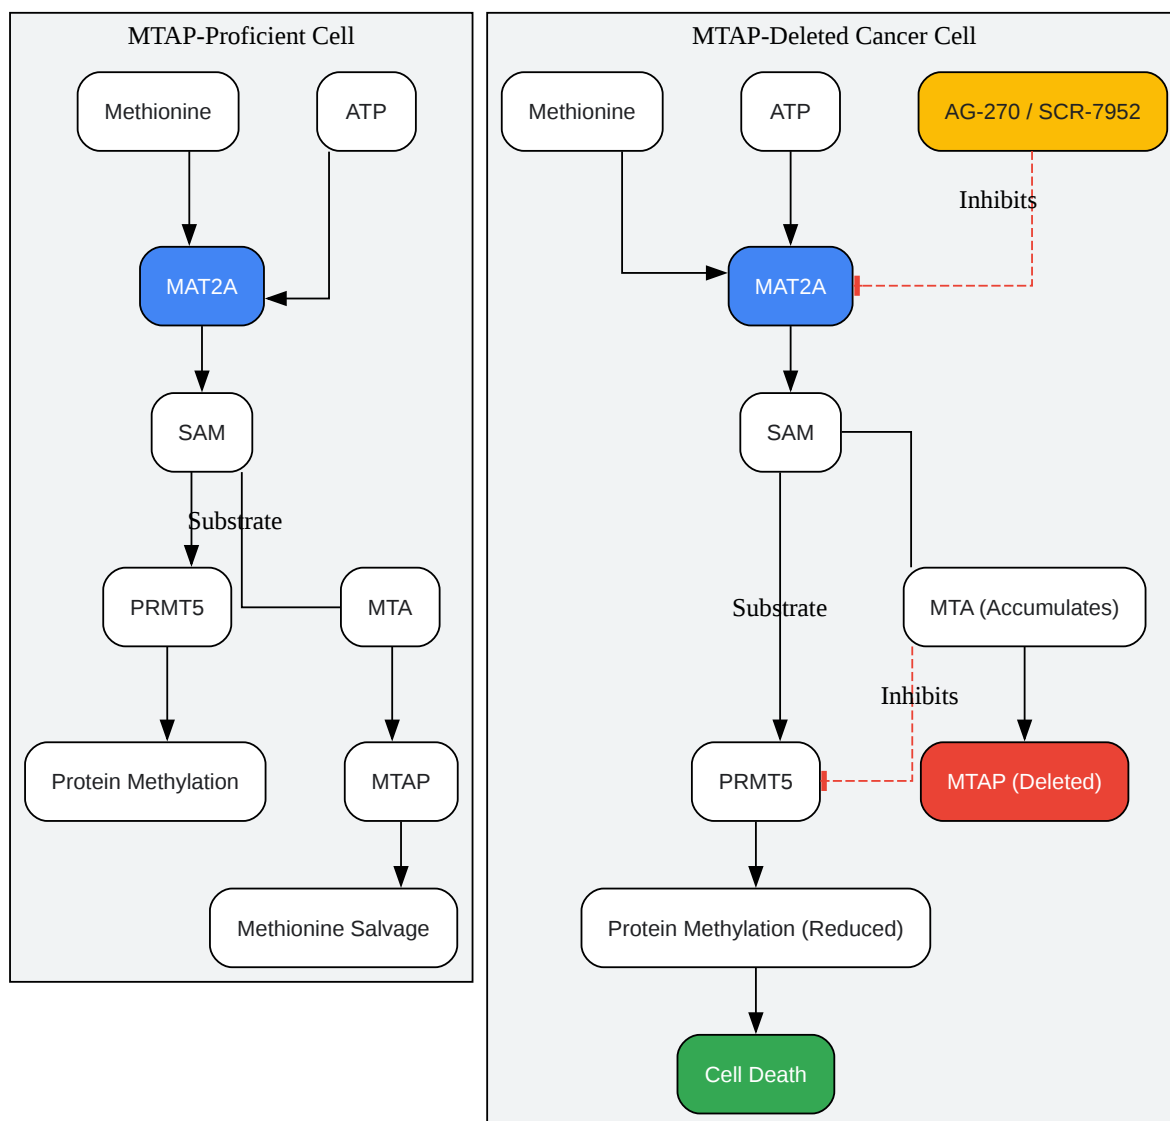 MTAP-Proficient Cell
Methionine
ATP
MAT2A
SAM
Substrate
PRMT5
MTA
Protein Methylation
MTAP
Methionine Salvage
MTAP-Deleted Cancer Cell
Methionine
ATP
AG-270 / SCR-7952
Inhibits
MAT2A
SAM
Substrate
MTA (Accumulates)
Inhibits
PRMT5
MTAP (Deleted)
Protein Methylation (Reduced)
Cell Death